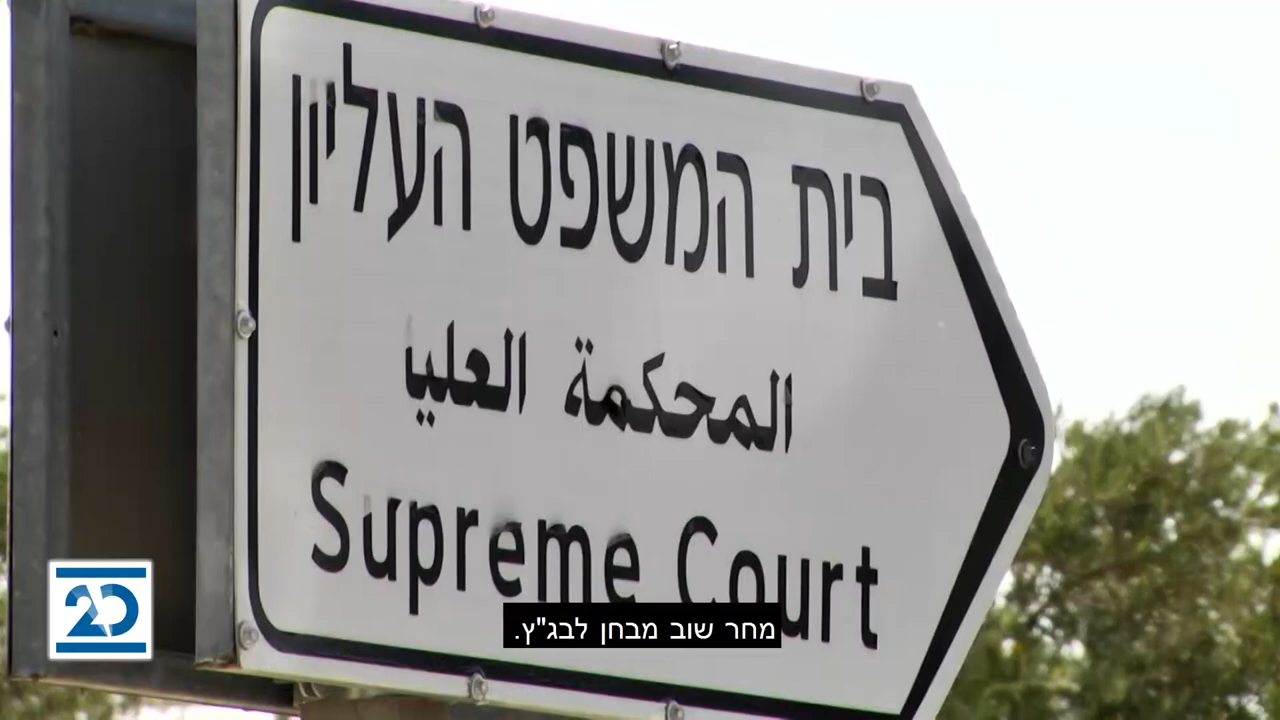 בית המשפט העליון
المحكمة العليا
Supreme Court
מחר שוב מבחן לבג"ץ.
20